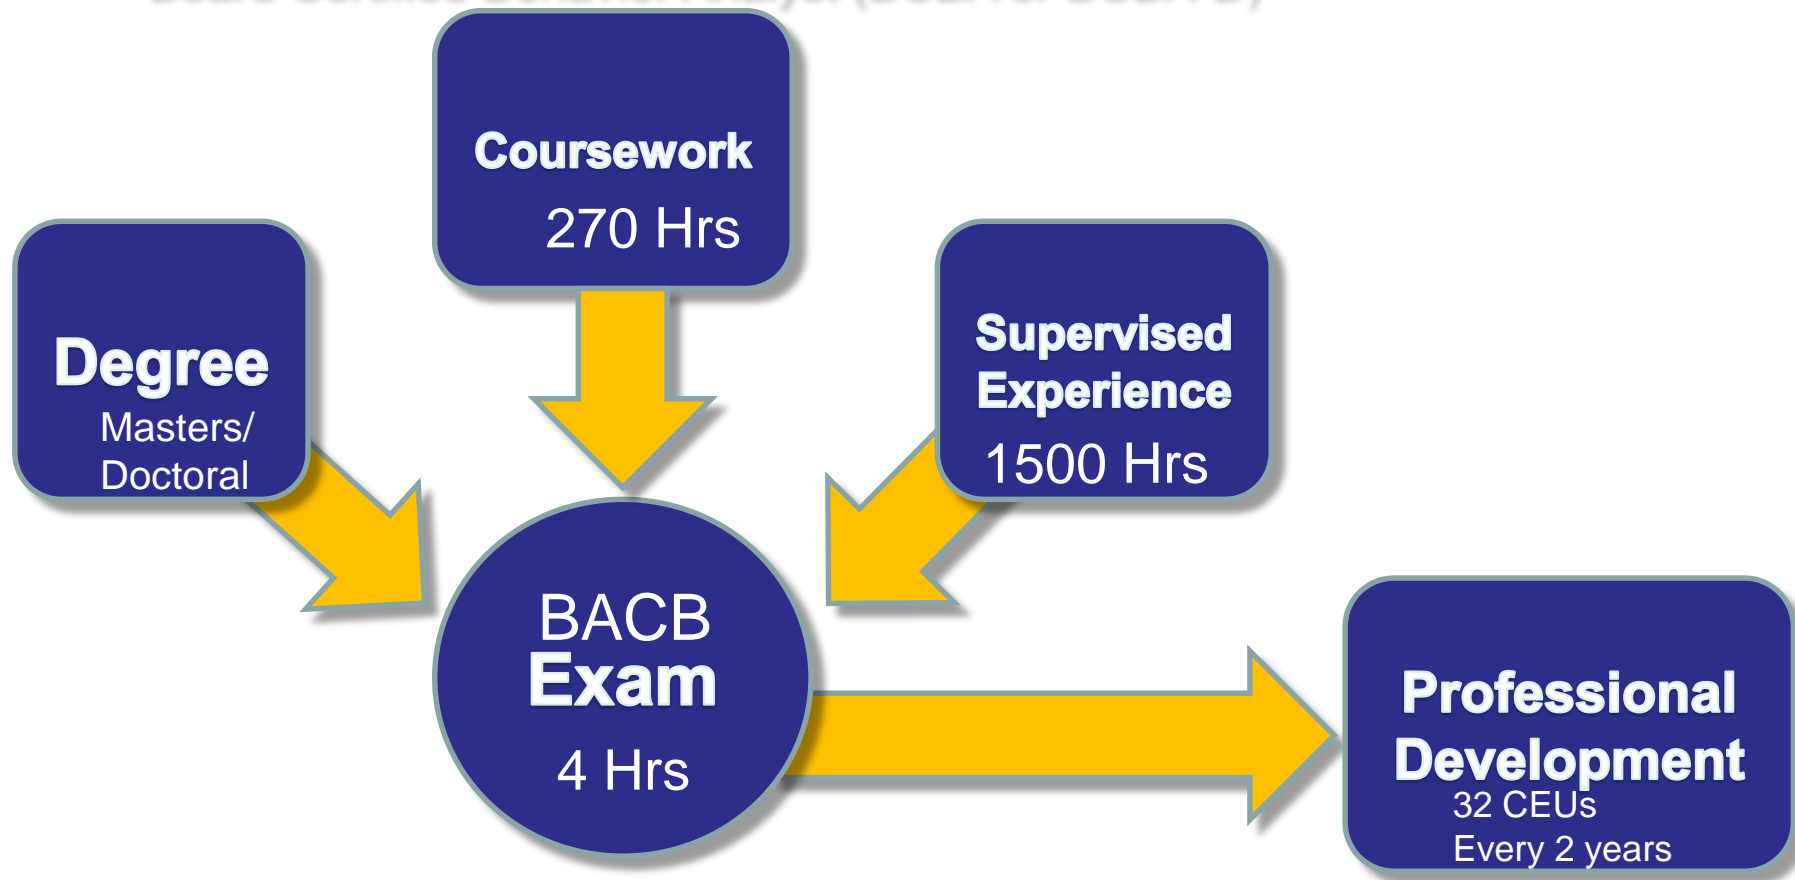 Coursework
270 Hrs
Degree
Masters/
Doctoral
Supervised
Experience
1500 Hrs
BACB
Exam
4 Hrs
Professional
Development
32 CEUs
Every 2 years